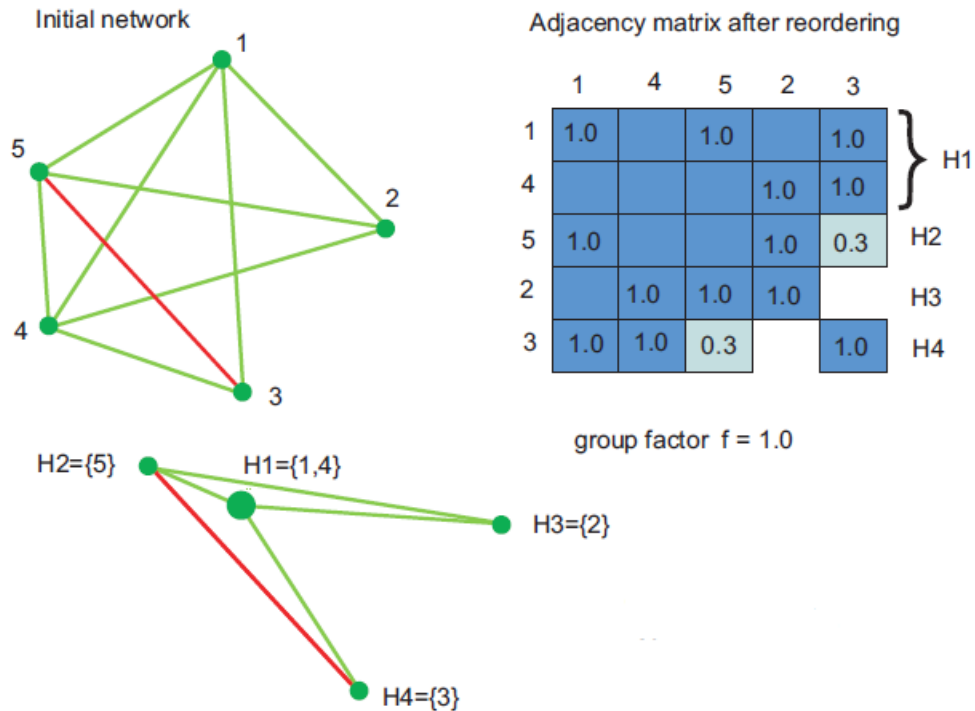 Initial network
1
5
2
4
3
Adjacency matrix after reordering
1 4 5 2 3
1 1.0 1.0 1.0
4 1.0 1.0
H1
5 1.0 1.0 0.3 H2
2 1.0 1.0 1.0 H3
3 1.0 1.0 0.3 1.0 H4
group factor f = 1.0
H2={5}
H1={1,4}
H3={2}
H4={3}